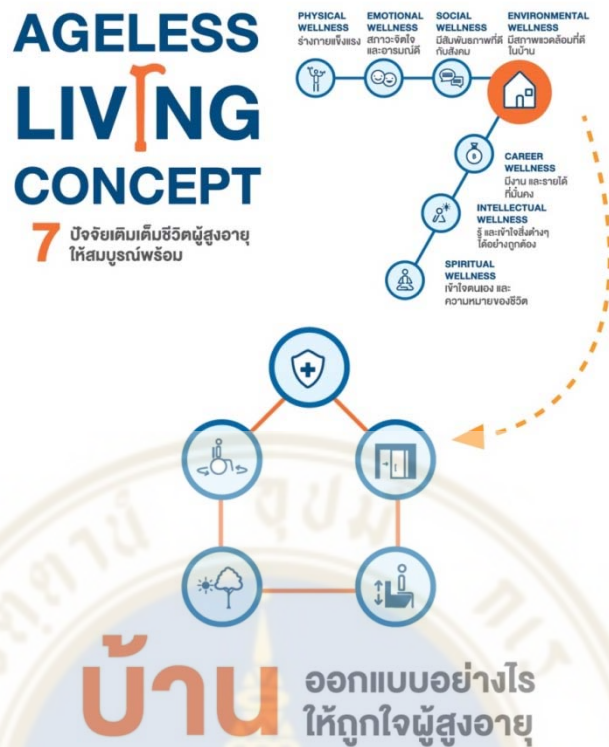 AGELESS
LIVING
CONCEPT
7 ปัจจัยเติมเต็มชีวิตผู้สูงอายุ
ให้สมบูรณ์พร้อม
PHYSICAL
WELLNESS
ร่างกายแข็งแรง
EMOTIONAL
WELLNESS
สภาวะจิตใจ
และอารมณ์ดี
SOCIAL
WELLNESS
มีสัมพันธภาพที่ดี
กับสังคม
ENVIRONMENTAL
WELLNESS
มีสภาพแวดล้อมที่ดี
ในบ้าน
CAREER
WELLNESS
มีงาน และรายได้
ที่มั่นคง
INTELLECTUAL
WELLNESS
รู้ และเข้าใจสิ่งต่างๆ
ได้อย่างถูกต้อง
SPIRITUAL
WELLNESS
เข้าใจตนเอง และ
ความหมายของชีวิต
บ้าน ออกแบบอย่างไร
ให้ถูกใจผู้สูงอายุ